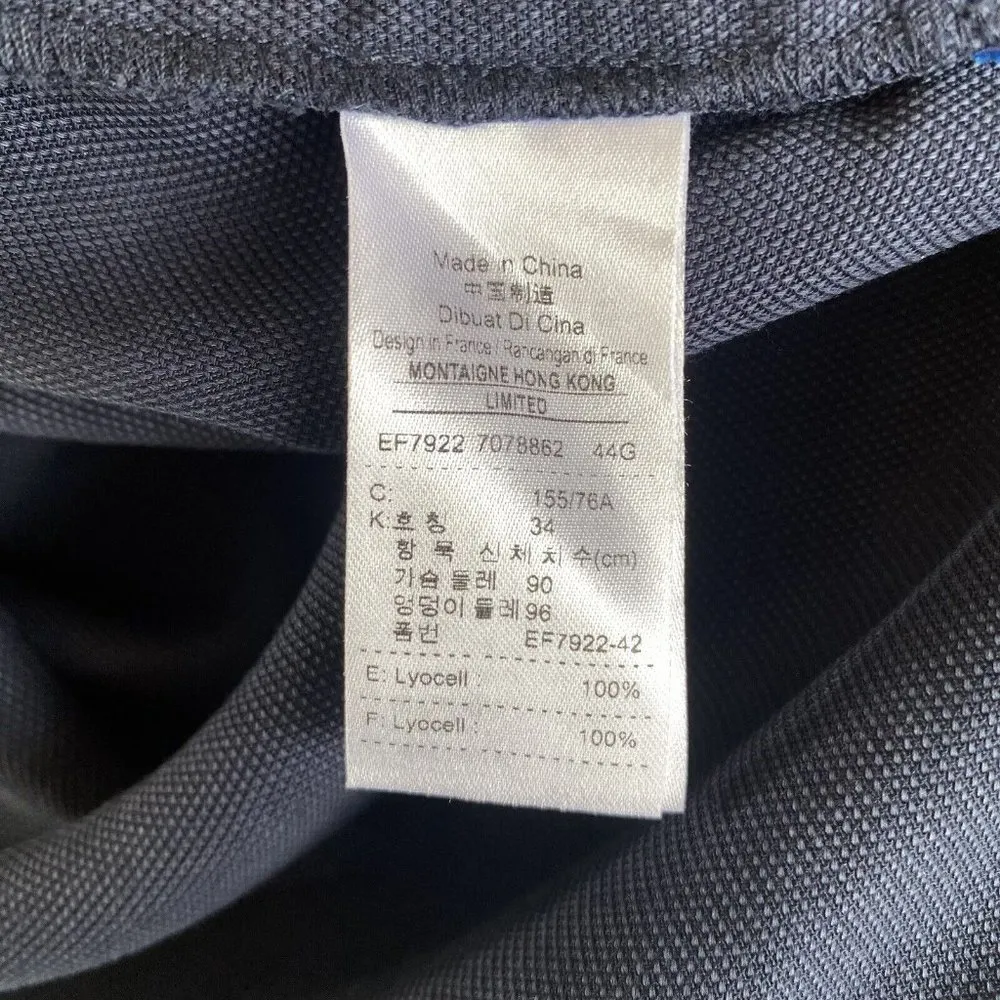 Made in China
中国制造
Dibuat Di Cina
Design in France / Rancangan di France
MONTAIGNE HONG KONG
LIMITED
EF7922 7078862 44G
C: 155/76A
K:호칭 34
항목 신체치수(cm)
가슴둘레 90
엉덩이둘레 96
품번 EF7922-42
E: Lyocell : 100%
F: Lyocell : 100%